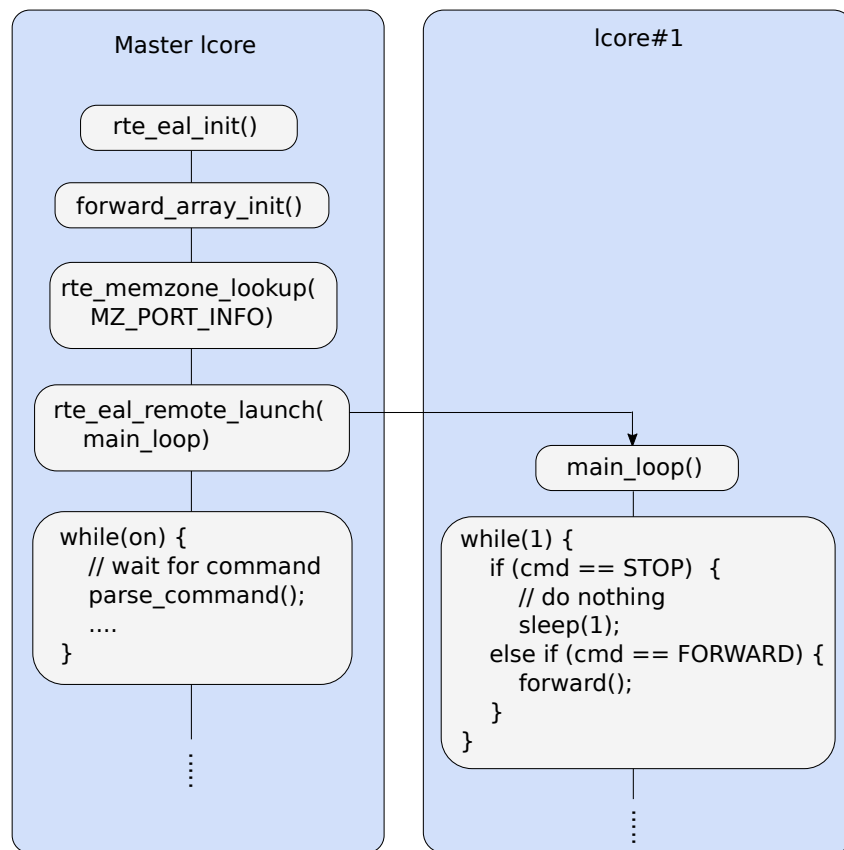 Master lcore
rte_eal_init()
forward_array_init()
rte_memzone_lookup(
MZ_PORT_INFO)
rte_eal_remote_launch(
main_loop)
while(on) {
// wait for command
parse_command();
....
}
lcore#1
main_loop()
while(1) {
if (cmd == STOP)  {
// do nothing
sleep(1);
else if (cmd == FORWARD) {
forward();
}
}